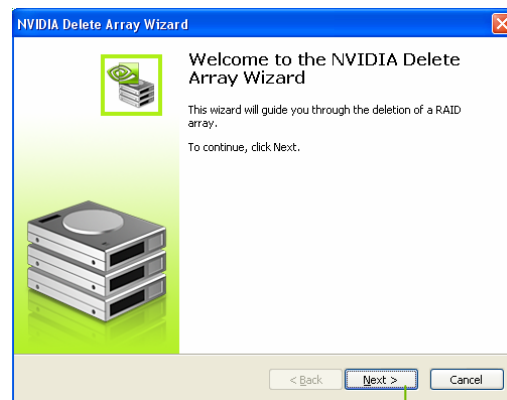 NVIDIA Delete Array Wizard
Welcome to the NVIDIA Delete
Array Wizard
This wizard will guide you through the deletion of a RAID
array.
To continue, click Next.
< Back
Next >
Cancel